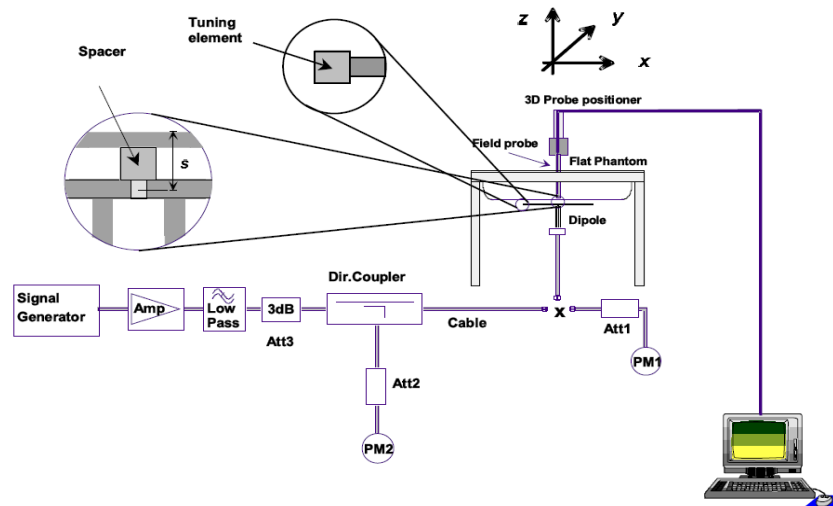 z
y
x
Tuning
element
Spacer
3D Probe positioner
Field probe
Flat Phantom
s
Dipole
Dir.Coupler
Signal
Generator
Amp
Low
Pass
3dB
Att3
Cable
x
Att1
PM1
Att2
PM2